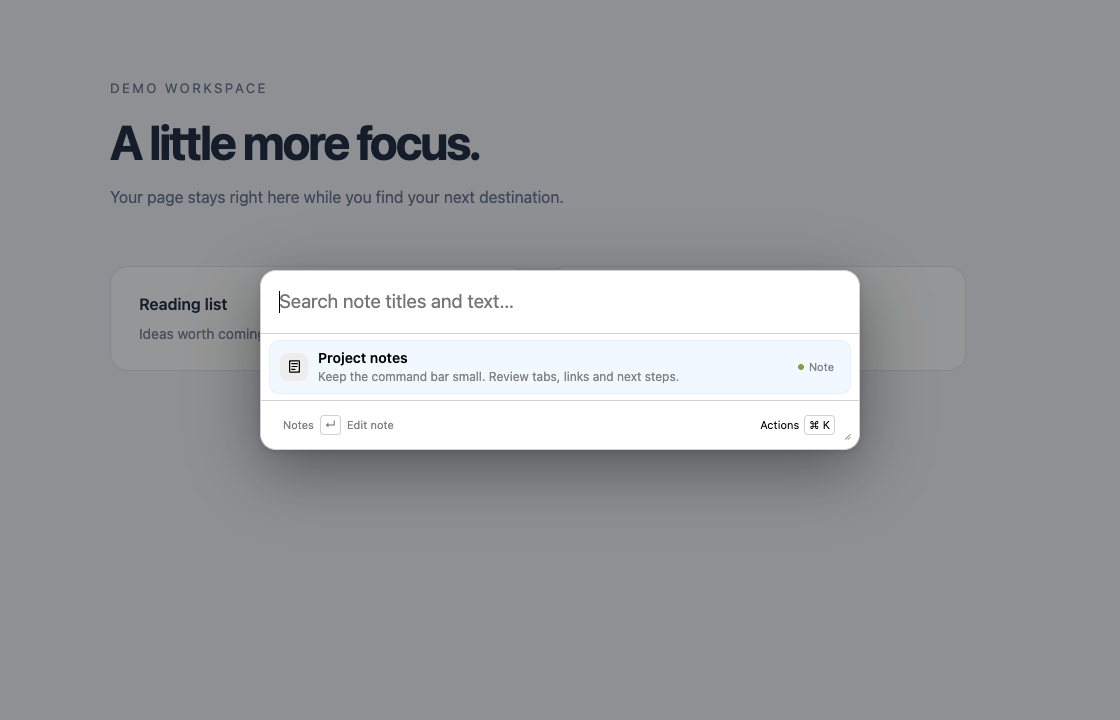 DEMO WORKSPACE
A little more focus.
Your page stays right here while you find your next destination.
Reading list
Ideas worth coming
Search note titles and text...
Project notes
Keep the command bar small. Review tabs, links and next steps.
Note
Notes ↵ Edit note
Actions ⌘ K